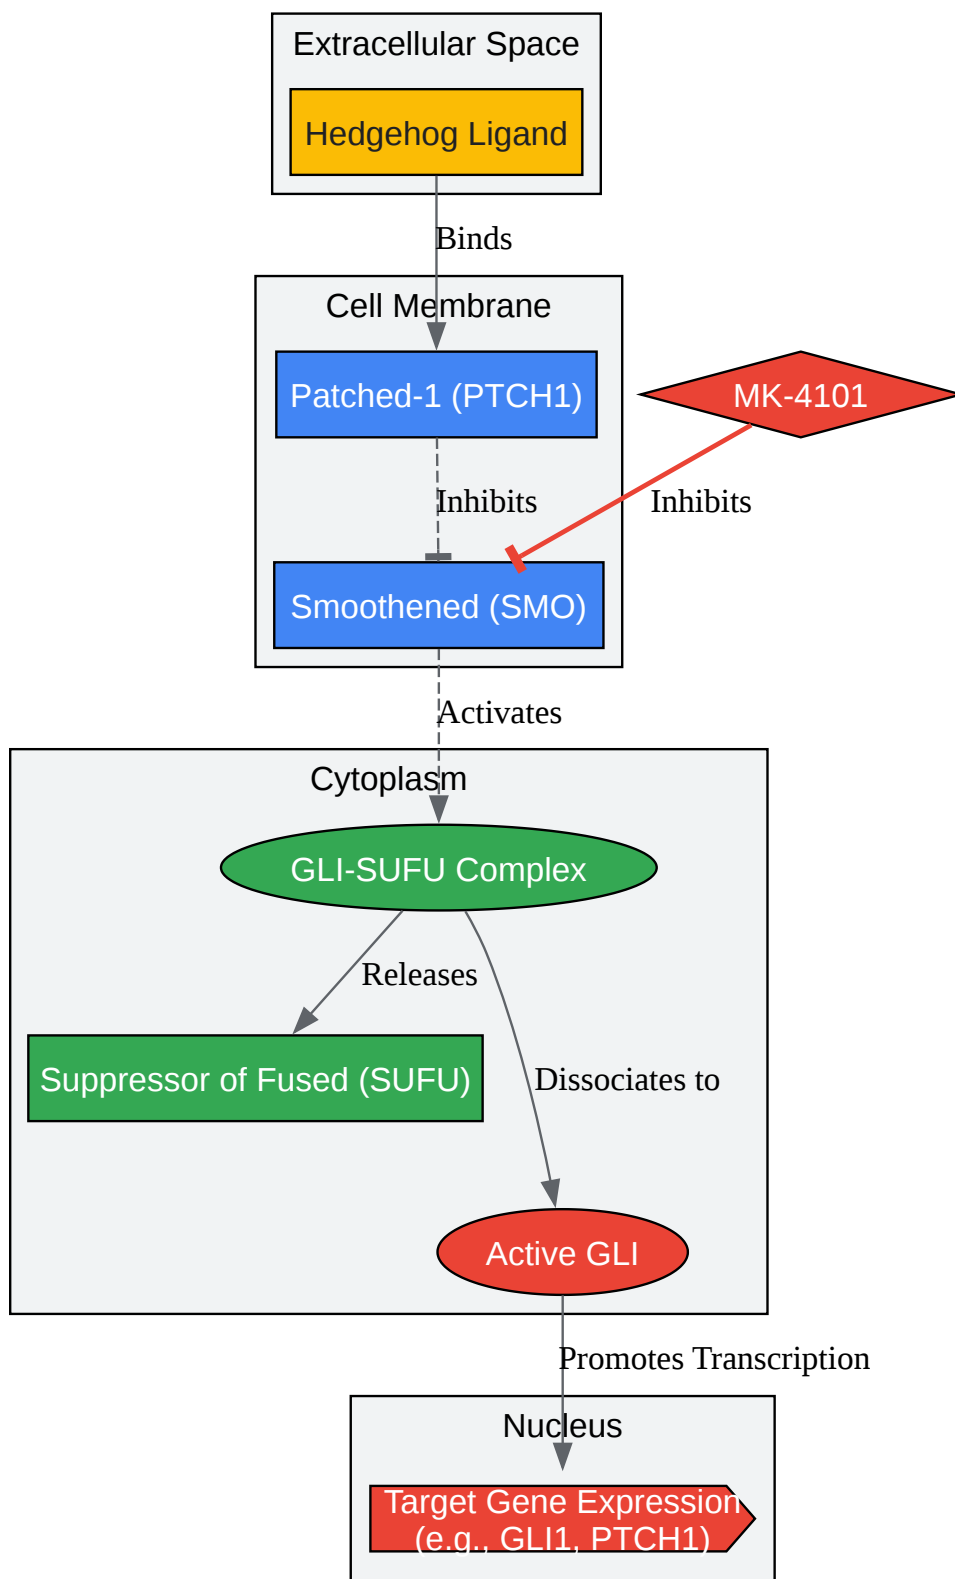 Extracellular Space
Hedgehog Ligand
Binds
Cell Membrane
Patched-1 (PTCH1)
MK-4101
Inhibits
Inhibits
Smoothened (SMO)
Activates
Cytoplasm
GLI-SUFU Complex
Releases
Suppressor of Fused (SUFU)
Dissociates to
Active GLI
Promotes Transcription
Nucleus
Target Gene Expression
(e.g., GLI1, PTCH1)